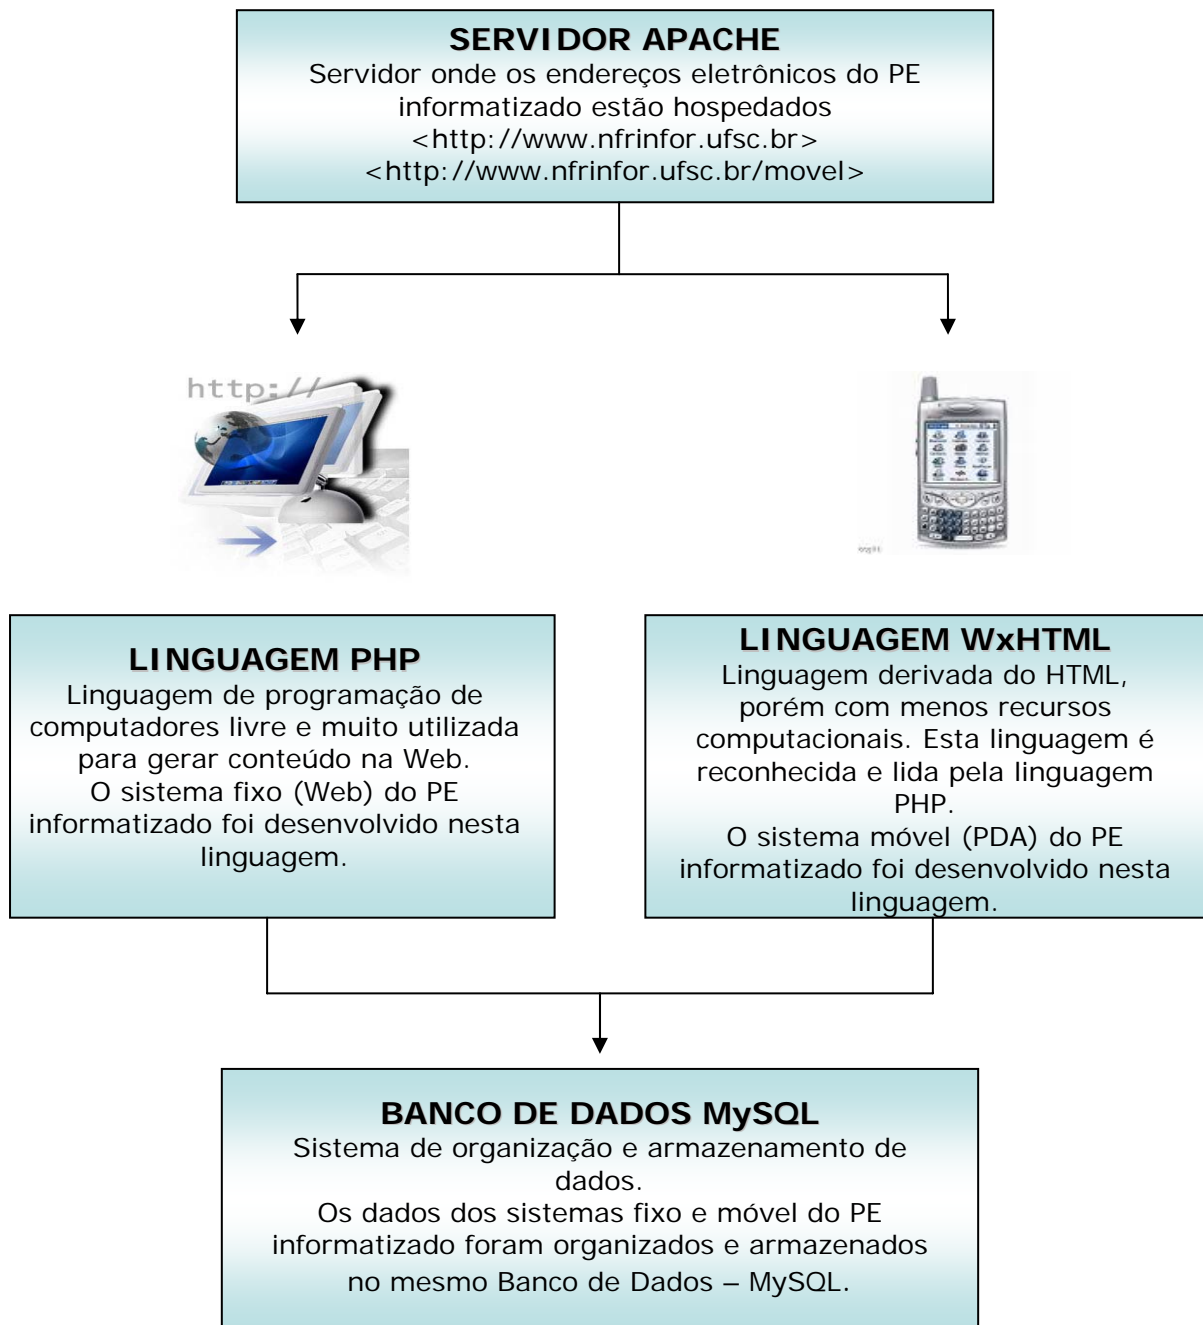 SERVIDOR APACHE
Servidor onde os endereços eletrônicos do PE
informatizado estão hospedados
<http://www.nfrinfor.ufsc.br>
<http://www.nfrinfor.ufsc.br/movel>
http://
LINGUAGEM PHP
Linguagem de programação de
computadores livre e muito utilizada
para gerar conteúdo na Web.
O sistema fixo (Web) do PE
informatizado foi desenvolvido nesta
linguagem.
LINGUAGEM WxHTML
Linguagem derivada do HTML,
porém com menos recursos
computacionais. Esta linguagem é
reconhecida e lida pela linguagem
PHP.
O sistema móvel (PDA) do PE
informatizado foi desenvolvido nesta
linguagem.
BANCO DE DADOS MySQL
Sistema de organização e armazenamento de
dados.
Os dados dos sistemas fixo e móvel do PE
informatizado foram organizados e armazenados
no mesmo Banco de Dados – MySQL.